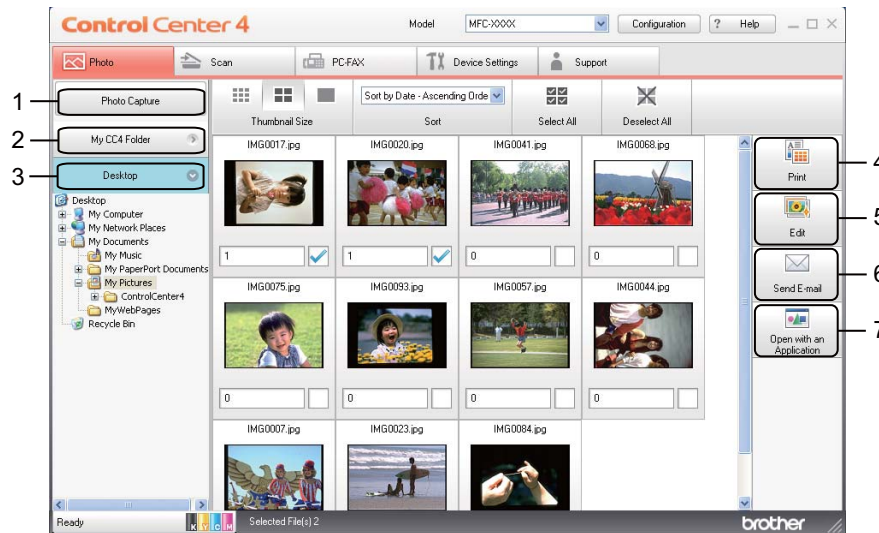 Control Center 4
Model MFC-XXXX Configuration ? Help
Photo Scan PC-FAX Device Settings Support
1 Photo Capture
2 My CC4 Folder
3 Desktop
Thumbnail Size
Sort by Date - Ascending Orde
Sort
Select All
Deselect All
Desktop
My Computer
My Network Places
My Documents
My Music
My PaperPort Documents
My Pictures
ControlCenter4
MyWebPages
Recycle Bin
IMG0017.jpg IMG0020.jpg IMG0041.jpg IMG0068.jpg
1 1 0 0
IMG0075.jpg IMG0093.jpg IMG0057.jpg IMG0044.jpg
0 0 0 0
IMG0007.jpg IMG0023.jpg IMG0084.jpg
Print 4
Edit 5
Send E-mail 6
Open with an
Application 7
Ready K Y C M Selected File(s) 2 brother